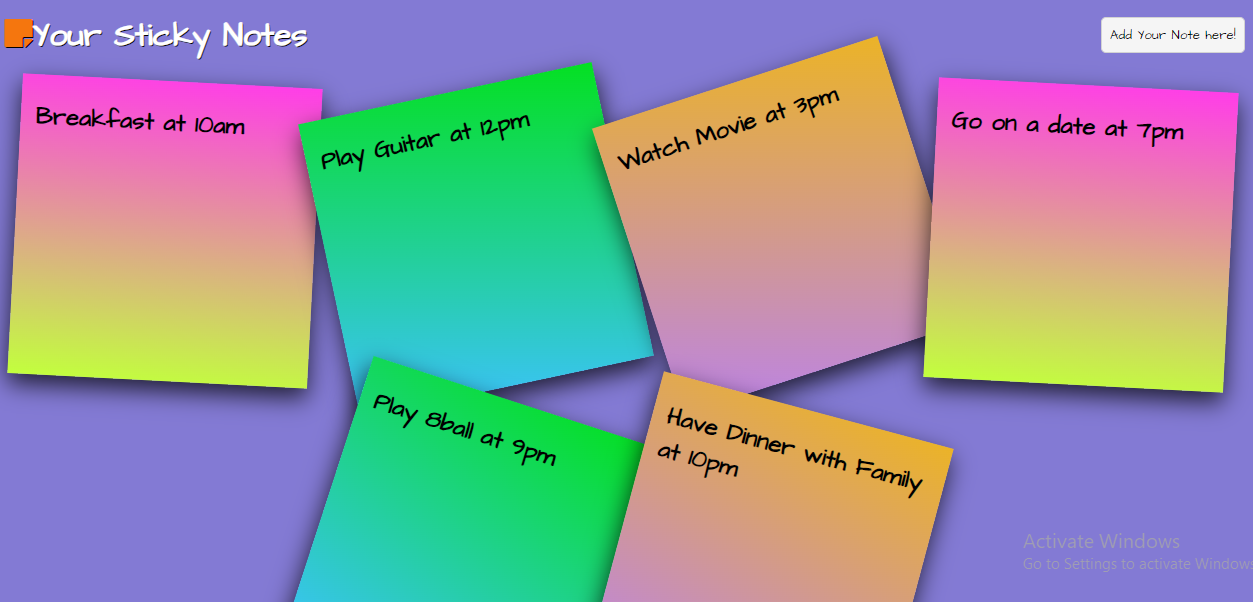 Your Sticky Notes
Add Your Note here!
Breakfast at 10am
Play Guitar at 12pm
Watch Movie at 3pm
Go on a date at 7pm
Play 8ball at 9pm
Have Dinner with Family
at 10pm
Activate Windows
Go to Settings to activate Windows